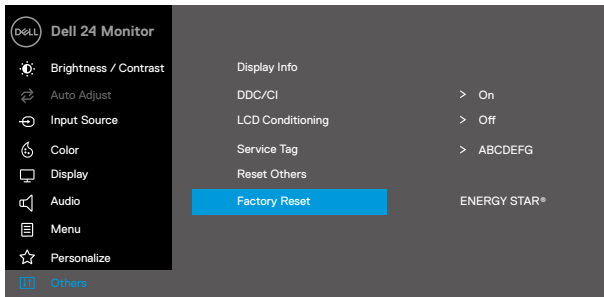 DELL Dell 24 Monitor
Brightness / Contrast
Display Info
Auto Adjust
DDC/CI > On
Input Source
LCD Conditioning > Off
Color
Service Tag > ABCDEFG
Display
Reset Others
Audio
Factory Reset ENERGY STAR®
Menu
Personalize
Others